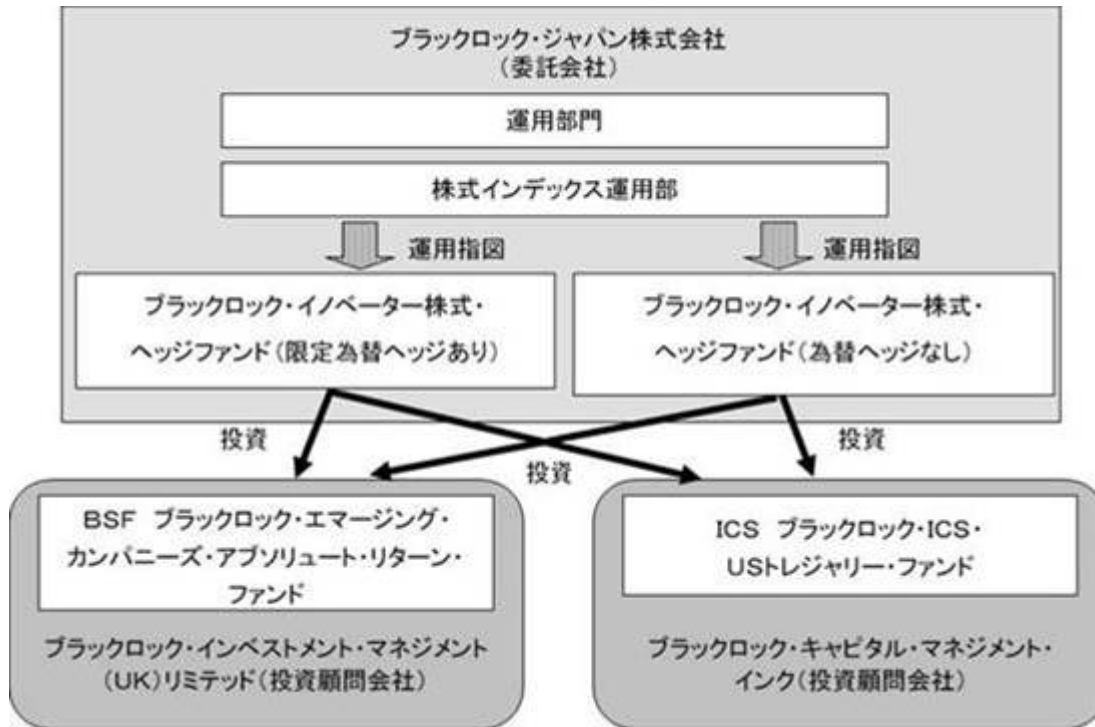 ブラックロック・ジャパン株式会社
（委託会社）
運用部門
株式インデックス運用部
運用指図
運用指図
ブラックロック・イノベーター株式・
ヘッジファンド（限定為替ヘッジあり）
ブラックロック・イノベーター株式・
ヘッジファンド（為替ヘッジなし）
投資
投資
投資
BSF ブラックロック・エマージング・
カンパニーズ・アブソリュート・リターン・
ファンド
ICS ブラックロック・ICS・
USトレジャリー・ファンド
ブラックロック・インベストメント・マネジメント
（UK）リミテッド（投資顧問会社）
ブラックロック・キャピタル・マネジメント・
インク（投資顧問会社）